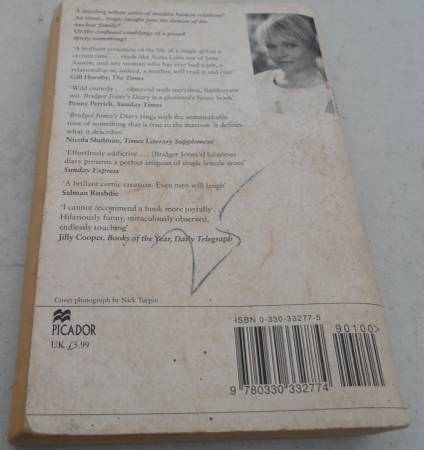 A dazzling urban satire of modern human relations?
An ironic, tragic insight into the demise of the
nuclear family?
Or the confused ramblings of a pissed
thirty-something?
'A brilliant evocation of the life of a single girl in a
certain time . . . made like Anita Loos out of Jane
Austen, and any woman who has ever had a job, a
relationship or, indeed, a mother, will read it and roar'
Gill Hornby, The Times
'Wild comedy . . . observed with merciless, flamboyant
wit. Bridget Jones's Diary is a gloriously funny book'
Penny Perrick, Sunday Times
'Bridget Jones's Diary rings with the unmistakable
tone of something that is true to the marrow. It defines
what it describes'
Nicola Shulman, Times Literary Supplement
'Effortlessly addictive . . . [Bridget Jones's] hilarious
diary presents a perfect zeitgeist of single female woes'
Sunday Express
'A brilliant comic creation. Even men will laugh'
Salman Rushdie
'I cannot recommend a book more joyfully . .
Hilariously funny, miraculously observed,
endlessly touching'
Jilly Cooper, Books of the Year, Daily Telegraph
Cover photograph by Nick Turpin
PICADOR
UK £5.99
ISBN 0-330-33277-5
90100>
9 780330 332774